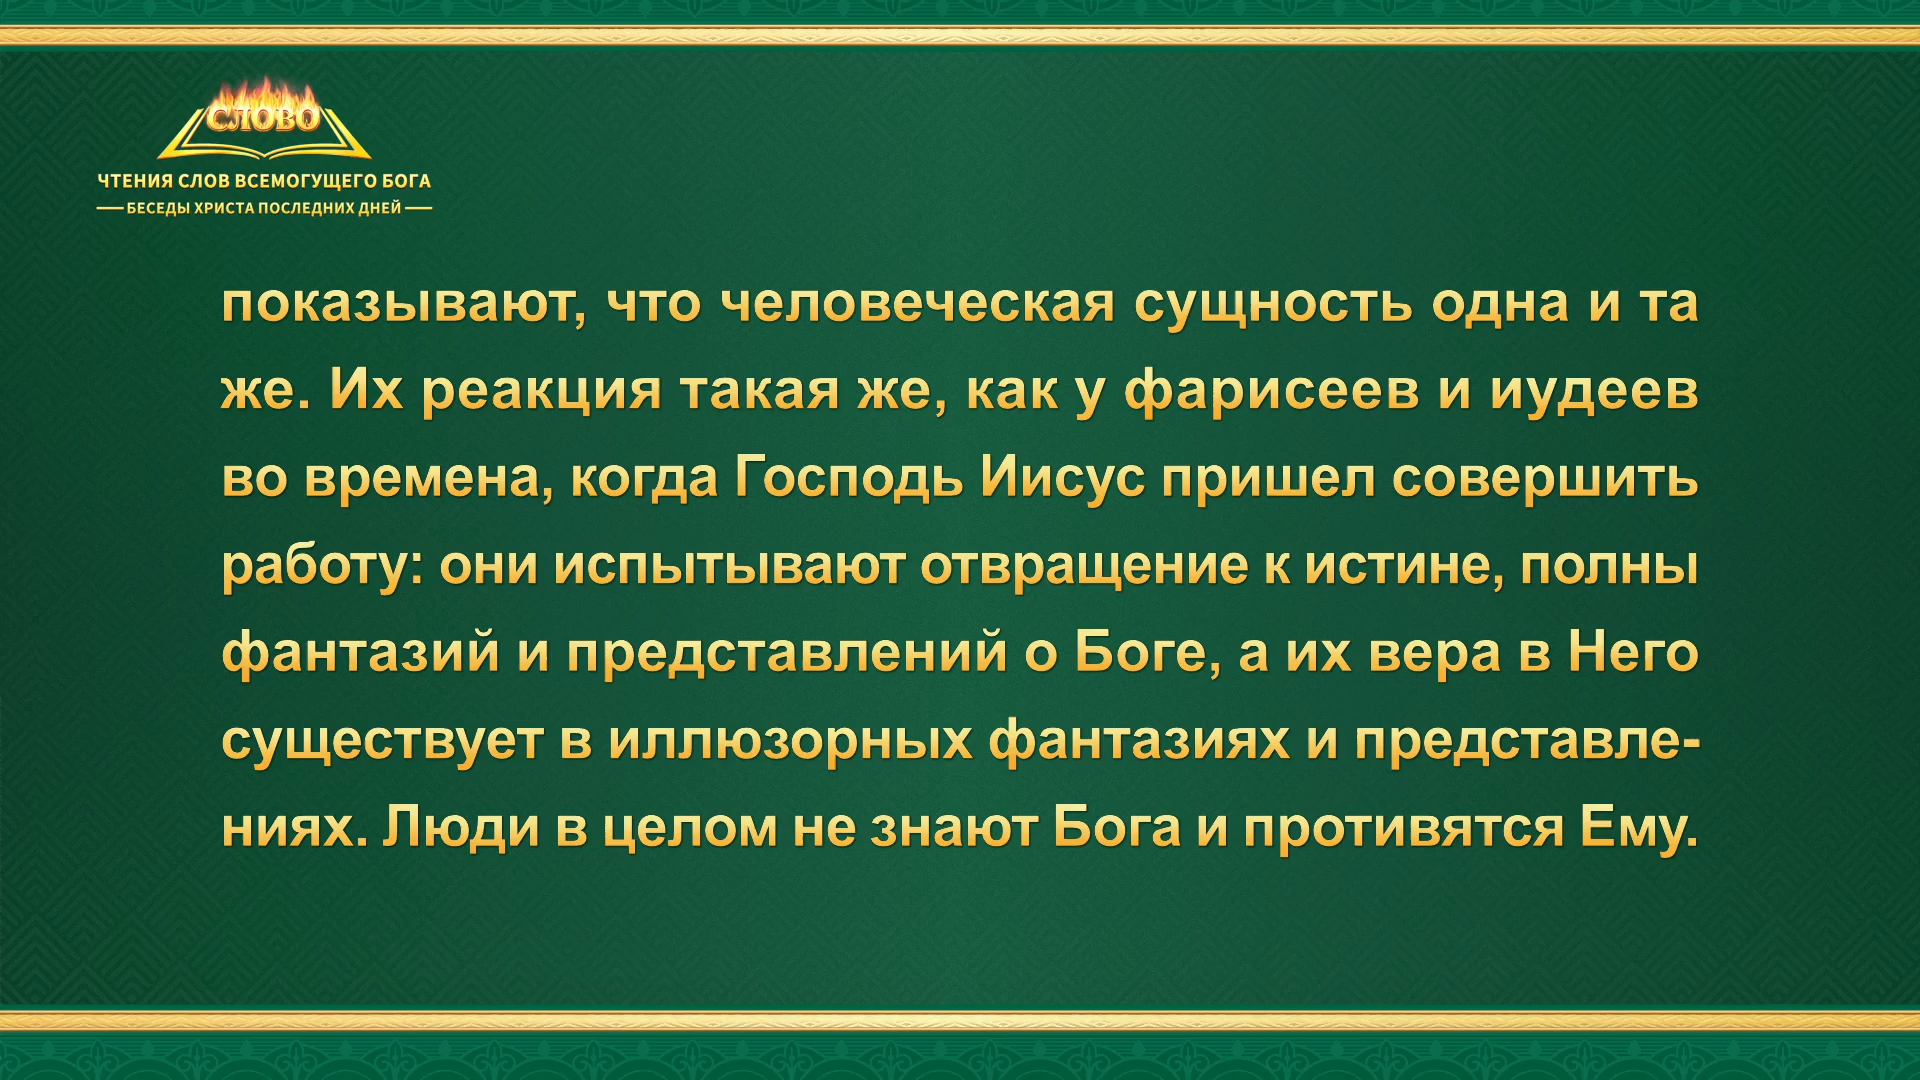 СЛОВО
ЧТЕНИЯ СЛОВ ВСЕМОГУЩЕГО БОГА
БЕСЕДЫ ХРИСТА ПОСЛЕДНИХ ДНЕЙ
показывают, что человеческая сущность одна и та
же. Их реакция такая же, как у фарисеев и иудеев
во времена, когда Господь Иисус пришел совершить
работу: они испытывают отвращение к истине, полны
фантазий и представлений о Боге, а их вера в Него
существует в иллюзорных фантазиях и представле-
ниях. Люди в целом не знают Бога и противятся Ему.